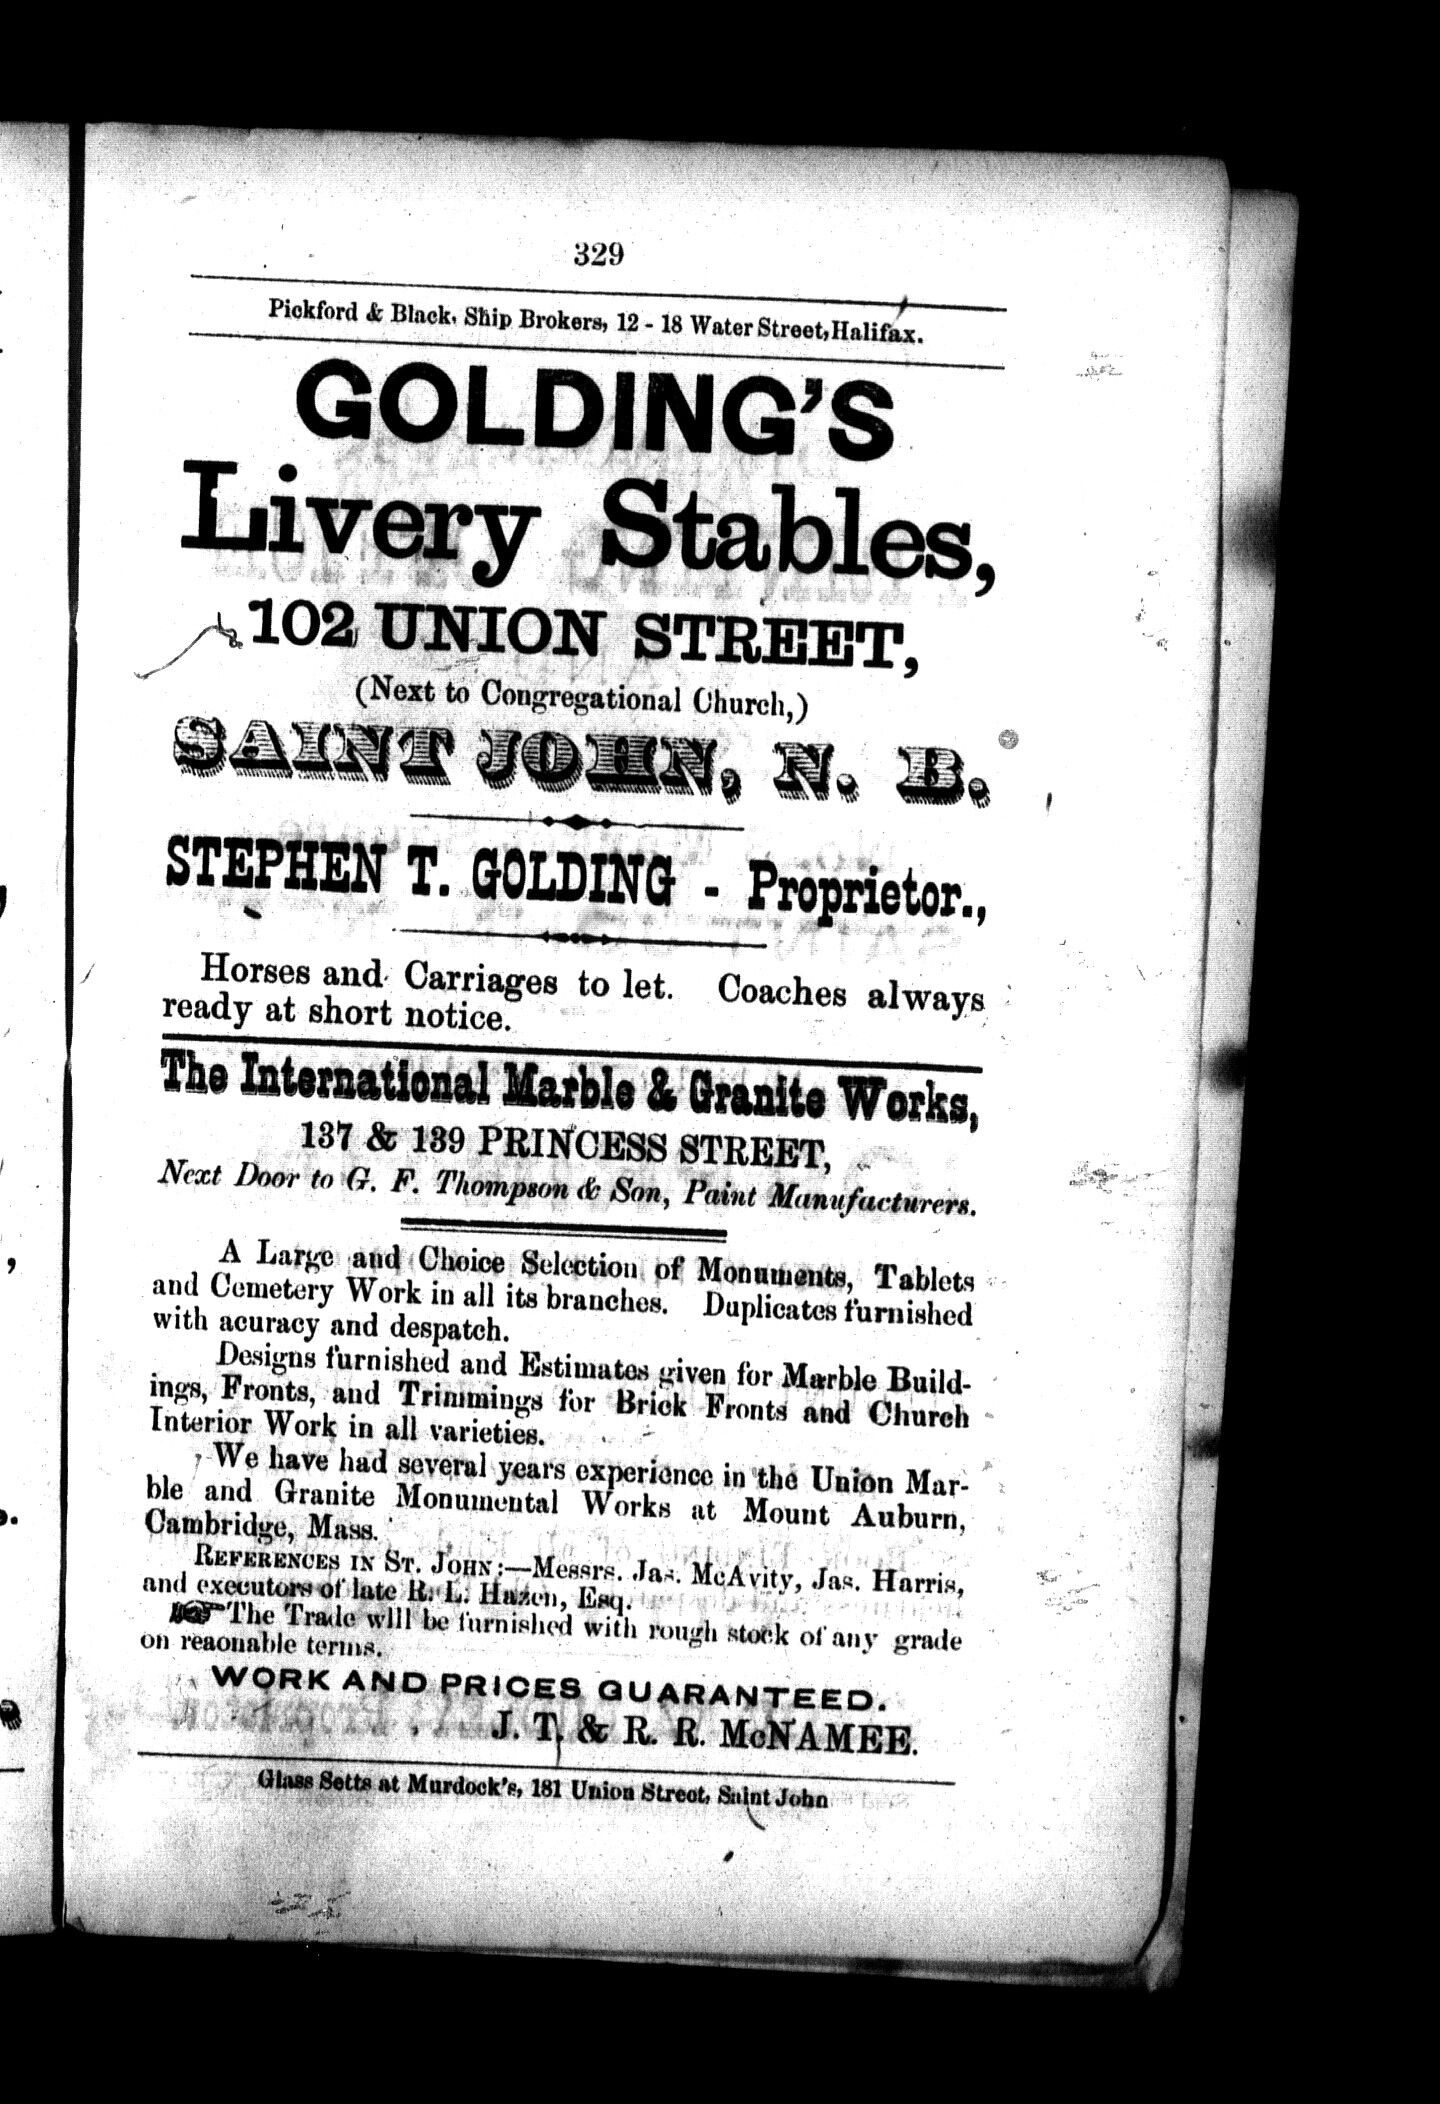 329
Pickford & Black, Ship Brokers, 12 - 18 Water Street, Halifax.
GOLDING'S
Livery Stables,
102 UNION STREET,
(Next to Congregational Church,)
SAINT JOHN, N. B.
STEPHEN T. GOLDING - Proprietor.,
Horses and Carriages to let. Coaches always
ready at short notice.
The International Marble & Granite Works,
137 & 139 PRINCESS STREET,
Next Door to G. F. Thompson & Son, Paint Manufacturers.
A Large and Choice Selection of Monuments, Tablets
and Cemetery Work in all its branches. Duplicates furnished
with acuracy and despatch.
Designs furnished and Estimates given for Marble Build-
ings, Fronts, and Trimmings for Brick Fronts and Church
Interior Work in all varieties.
We have had several years experience in the Union Mar-
ble and Granite Monumental Works at Mount Auburn,
Cambridge, Mass.
REFERENCES IN ST. JOHN:—Messrs. Jas. McAvity, Jas. Harris,
and executors of late R. L. Hazen, Esq.
☞The Trade will be furnished with rough stock of any grade
on reaonable terms.
WORK AND PRICES GUARANTEED.
J. T. & R. R. McNAMEE.
Glass Setts at Murdock's, 181 Union Street, Saint John